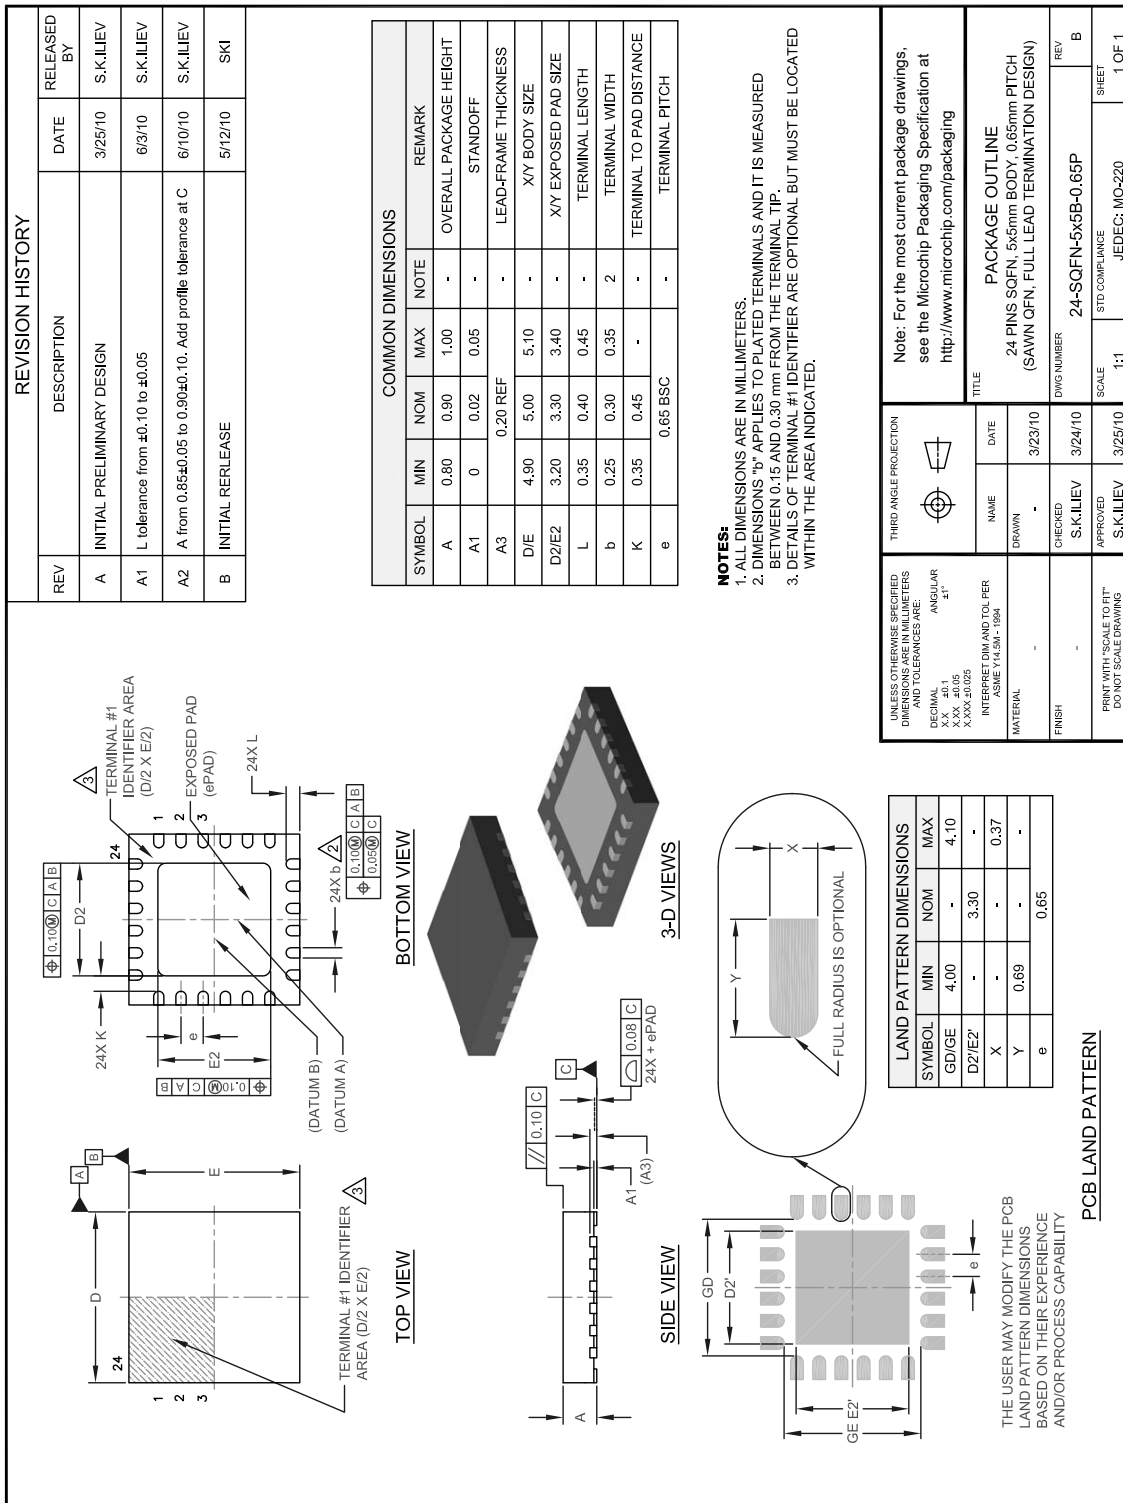 REVISION HISTORY
REV DESCRIPTION DATE RELEASED BY
A INITIAL PRELIMINARY DESIGN 3/25/10 S.K.ILIEV
A1 L tolerance from ±0.10 to ±0.05 6/3/10 S.K.ILIEV
A2 A from 0.85±0.05 to 0.90±0.10. Add profile tolerance at C 6/10/10 S.K.ILIEV
B INITIAL RERLEASE 5/12/10 SKI
D
E
A
B
24
1
2
3
TERMINAL #1 IDENTIFIER
AREA (D/2 X E/2)
3
TOP VIEW
0.10 Ⓜ C A B
D2
24X K
e
E2
0.10 Ⓜ C A B
(DATUM B)
(DATUM A)
24
1
2
3
3
TERMINAL #1
IDENTIFIER AREA
(D/2 X E/2)
EXPOSED PAD
(ePAD)
24X L
24X b
2
0.10 Ⓜ C A B
0.05 Ⓜ C
BOTTOM VIEW
COMMON DIMENSIONS
SYMBOL MIN NOM MAX NOTE REMARK
A 0.80 0.90 1.00 - OVERALL PACKAGE HEIGHT
A1 0 0.02 0.05 - STANDOFF
A3 0.20 REF - LEAD-FRAME THICKNESS
D/E 4.90 5.00 5.10 - X/Y BODY SIZE
D2/E2 3.20 3.30 3.40 - X/Y EXPOSED PAD SIZE
L 0.35 0.40 0.45 - TERMINAL LENGTH
b 0.25 0.30 0.35 2 TERMINAL WIDTH
K 0.35 0.45 - - TERMINAL TO PAD DISTANCE
e 0.65 BSC - TERMINAL PITCH
A
// 0.10 C
C
A1
(A3)
0.08 C
24X + ePAD
SIDE VIEW
3-D VIEWS
NOTES:
1. ALL DIMENSIONS ARE IN MILLIMETERS.
2. DIMENSIONS "b" APPLIES TO PLATED TERMINALS AND IT IS MEASURED
BETWEEN 0.15 AND 0.30 mm FROM THE TERMINAL TIP.
3. DETAILS OF TERMINAL #1 IDENTIFIER ARE OPTIONAL BUT MUST BE LOCATED
WITHIN THE AREA INDICATED.
GD
D2'
GE
E2'
e
Y
X
FULL RADIUS IS OPTIONAL
THE USER MAY MODIFY THE PCB
LAND PATTERN DIMENSIONS
BASED ON THEIR EXPERIENCE
AND/OR PROCESS CAPABILITY
PCB LAND PATTERN
LAND PATTERN DIMENSIONS
SYMBOL MIN NOM MAX
GD/GE 4.00 - 4.10
D2'/E2' - 3.30 -
X - - 0.37
Y 0.69 - -
e 0.65
UNLESS OTHERWISE SPECIFIED
DIMENSIONS ARE IN MILLIMETERS
AND TOLERANCES ARE:
DECIMAL ANGULAR
X.X ±0.1 ±1°
X.XX ±0.05
X.XXX ±0.025
INTERPRET DIM AND TOL PER
ASME Y14.5M - 1994
MATERIAL
-
FINISH
-
PRINT WITH "SCALE TO FIT"
DO NOT SCALE DRAWING
THIRD ANGLE PROJECTION
NAME DATE
DRAWN
- 3/23/10
CHECKED
S.K.ILIEV 3/24/10
APPROVED
S.K.ILIEV 3/25/10
Note: For the most current package drawings,
see the Microchip Packaging Specification at
http://www.microchip.com/packaging
TITLE
PACKAGE OUTLINE
24 PINS SQFN, 5x5mm BODY, 0.65mm PITCH
(SAWN QFN, FULL LEAD TERMINATION DESIGN)
DWG NUMBER
24-SQFN-5x5B-0.65P
REV
B
SCALE
1:1
STD COMPLIANCE
JEDEC: MO-220
SHEET
1 OF 1